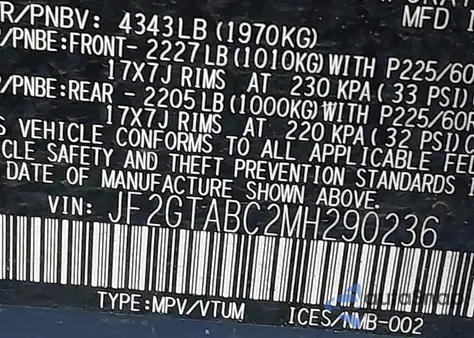 R/PNBV: 4343LB (1970KG) MFD
/PNBE:FRONT- 2227LB(1010KG)WITH P225/60
17X7J RIMS AT 230 KPA(33 PSI)
/PNBE:REAR - 2205LB(1000KG)WITH P225/60
17X7J RIMS AT 220 KPA(32 PSI)
S VEHICLE CONFORMS TO ALL APPLICABLE FE
CLE SAFETY AND THEFT PREVENTION STANDARDS
DATE OF MANUFACTURE SHOWN ABOVE.
VIN: JF2GTABC2MH290236
TYPE:MPV/VTUM ICES/NMB-002